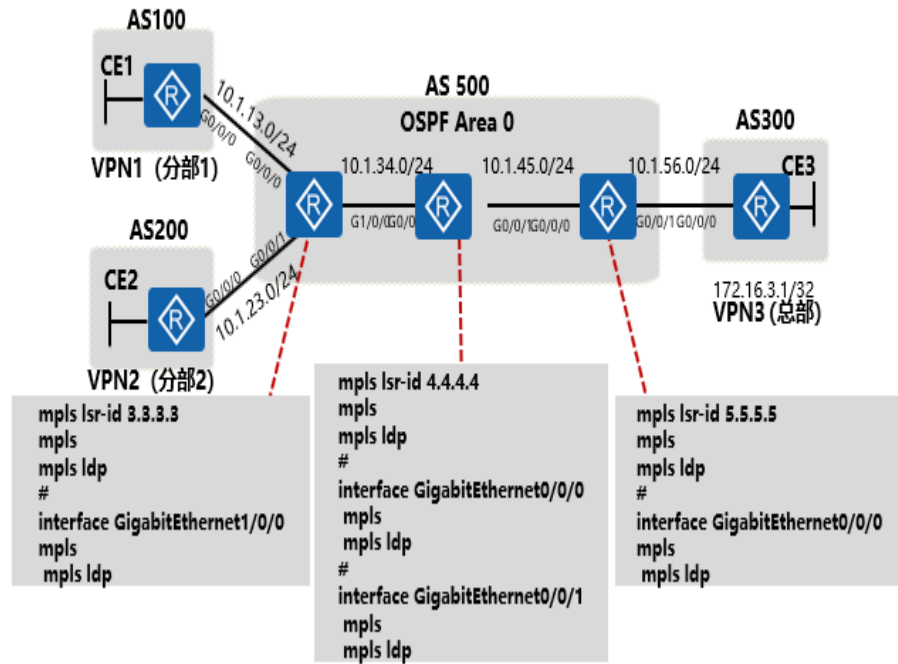 AS100
CE1
10.1.13.0/24
G0/0/0
G0/0/0
VPN1 (分部1)
AS 500
OSPF Area 0
AS300
10.1.34.0/24
10.1.45.0/24
10.1.56.0/24
CE3
R
R
R
R
R
R
G1/0/0
G0/0/
G0/0/1
G0/0/0
G0/0/1
G0/0/0
AS200
CE2
G0/0/0
G0/0/1
10.1.23.0/24
172.16.3.1/32
VPN3 (总部)
VPN2 (分部2)
mpls lsr-id 3.3.3.3
mpls
mpls ldp
#
interface GigabitEthernet1/0/0
mpls
mpls ldp
mpls lsr-id 4.4.4.4
mpls
mpls ldp
#
interface GigabitEthernet0/0/0
mpls
mpls ldp
#
interface GigabitEthernet0/0/1
mpls
mpls ldp
mpls lsr-id 5.5.5.5
mpls
mpls ldp
#
interface GigabitEthernet0/0/0
mpls
mpls ldp